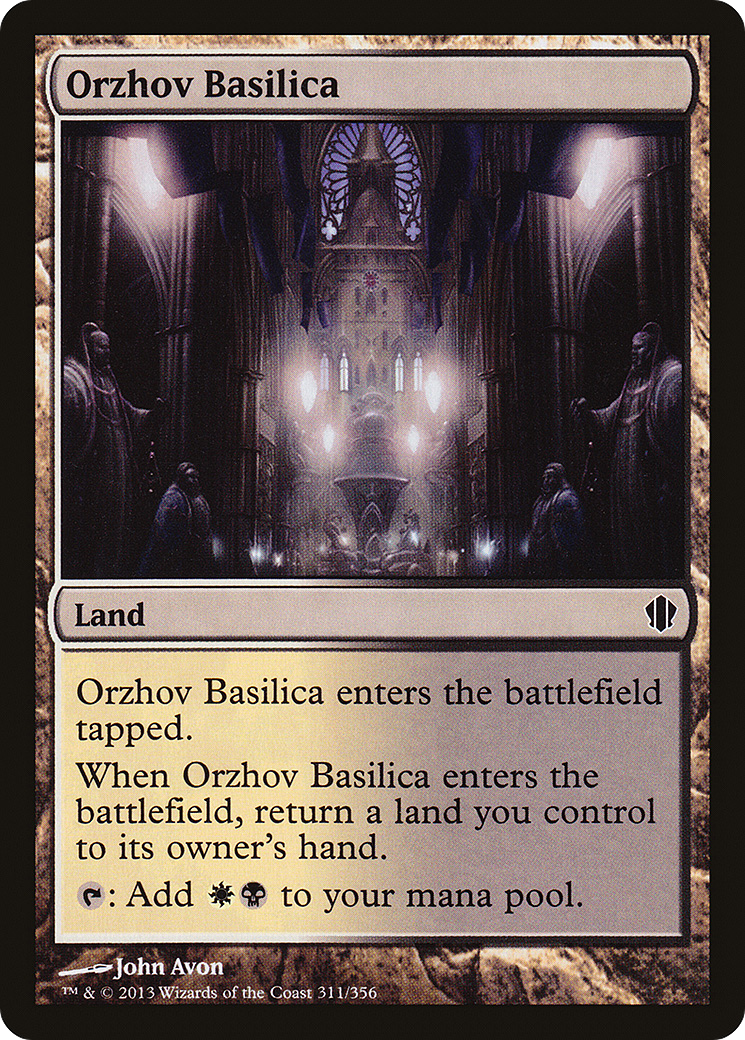 Orzhov Basilica
Land
Orzhov Basilica enters the battlefield
tapped.
When Orzhov Basilica enters the
battlefield, return a land you control
to its owner's hand.
: Add to your mana pool.
John Avon
™ & © 2013 Wizards of the Coast 311/356